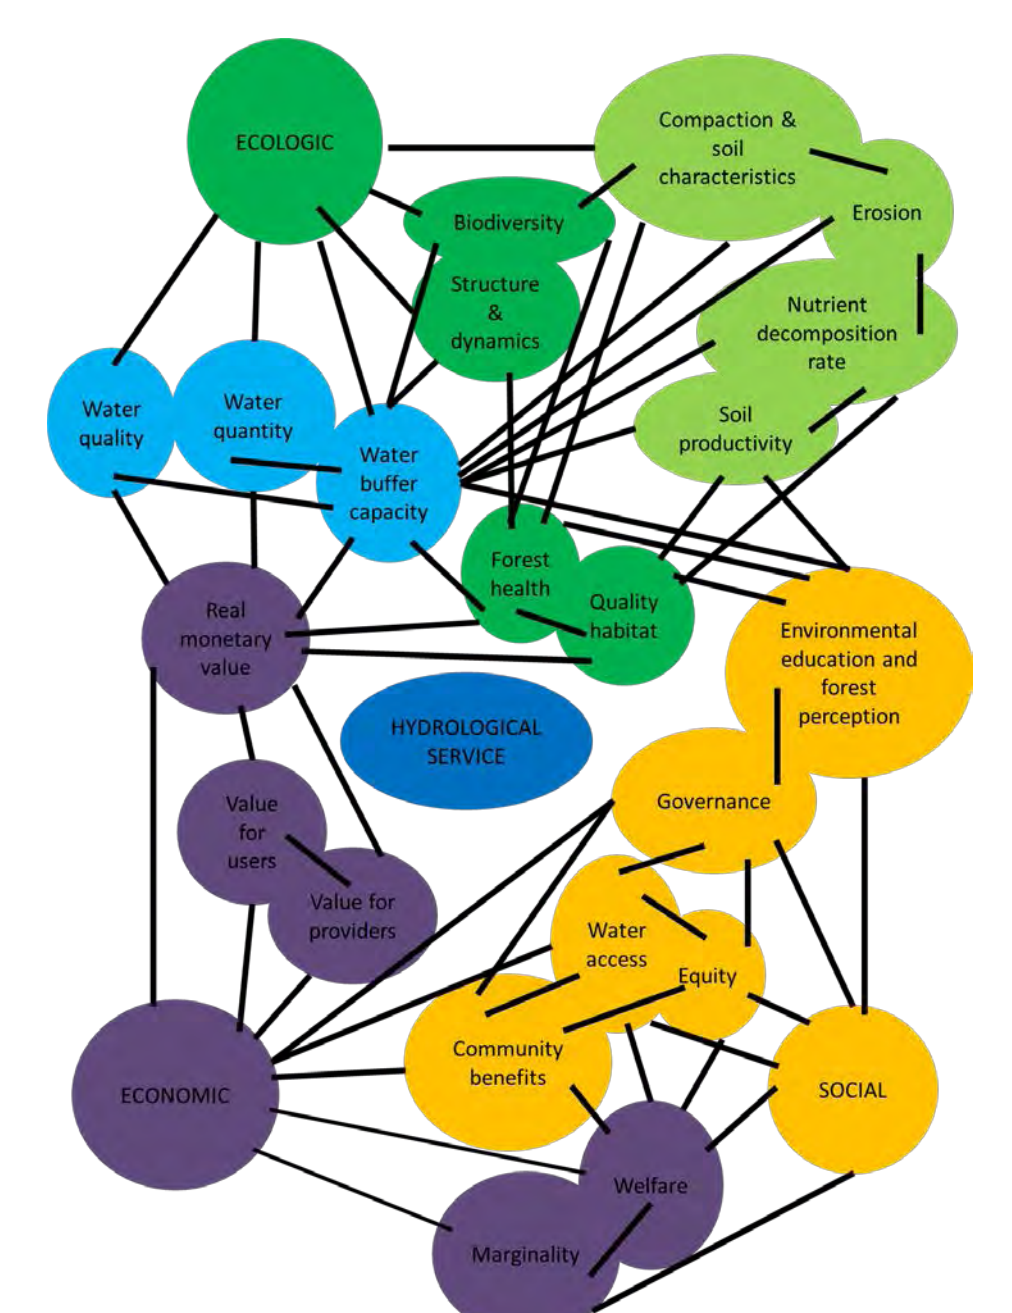 ECOLOGIC
Compaction &
soil
characteristics
Erosion
Biodiversity
Structure
&
dynamics
Nutrient
decomposition
rate
Water
quality
Water
quantity
Soil
productivity
Water
buffer
capacity
Forest
health
Quality
habitat
Real
monetary
value
Environmental
education and
forest
perception
HYDROLOGICAL
SERVICE
Value
for
users
Governance
Value for
providers
Water
access
Equity
Community
benefits
ECONOMIC
SOCIAL
Welfare
Marginality